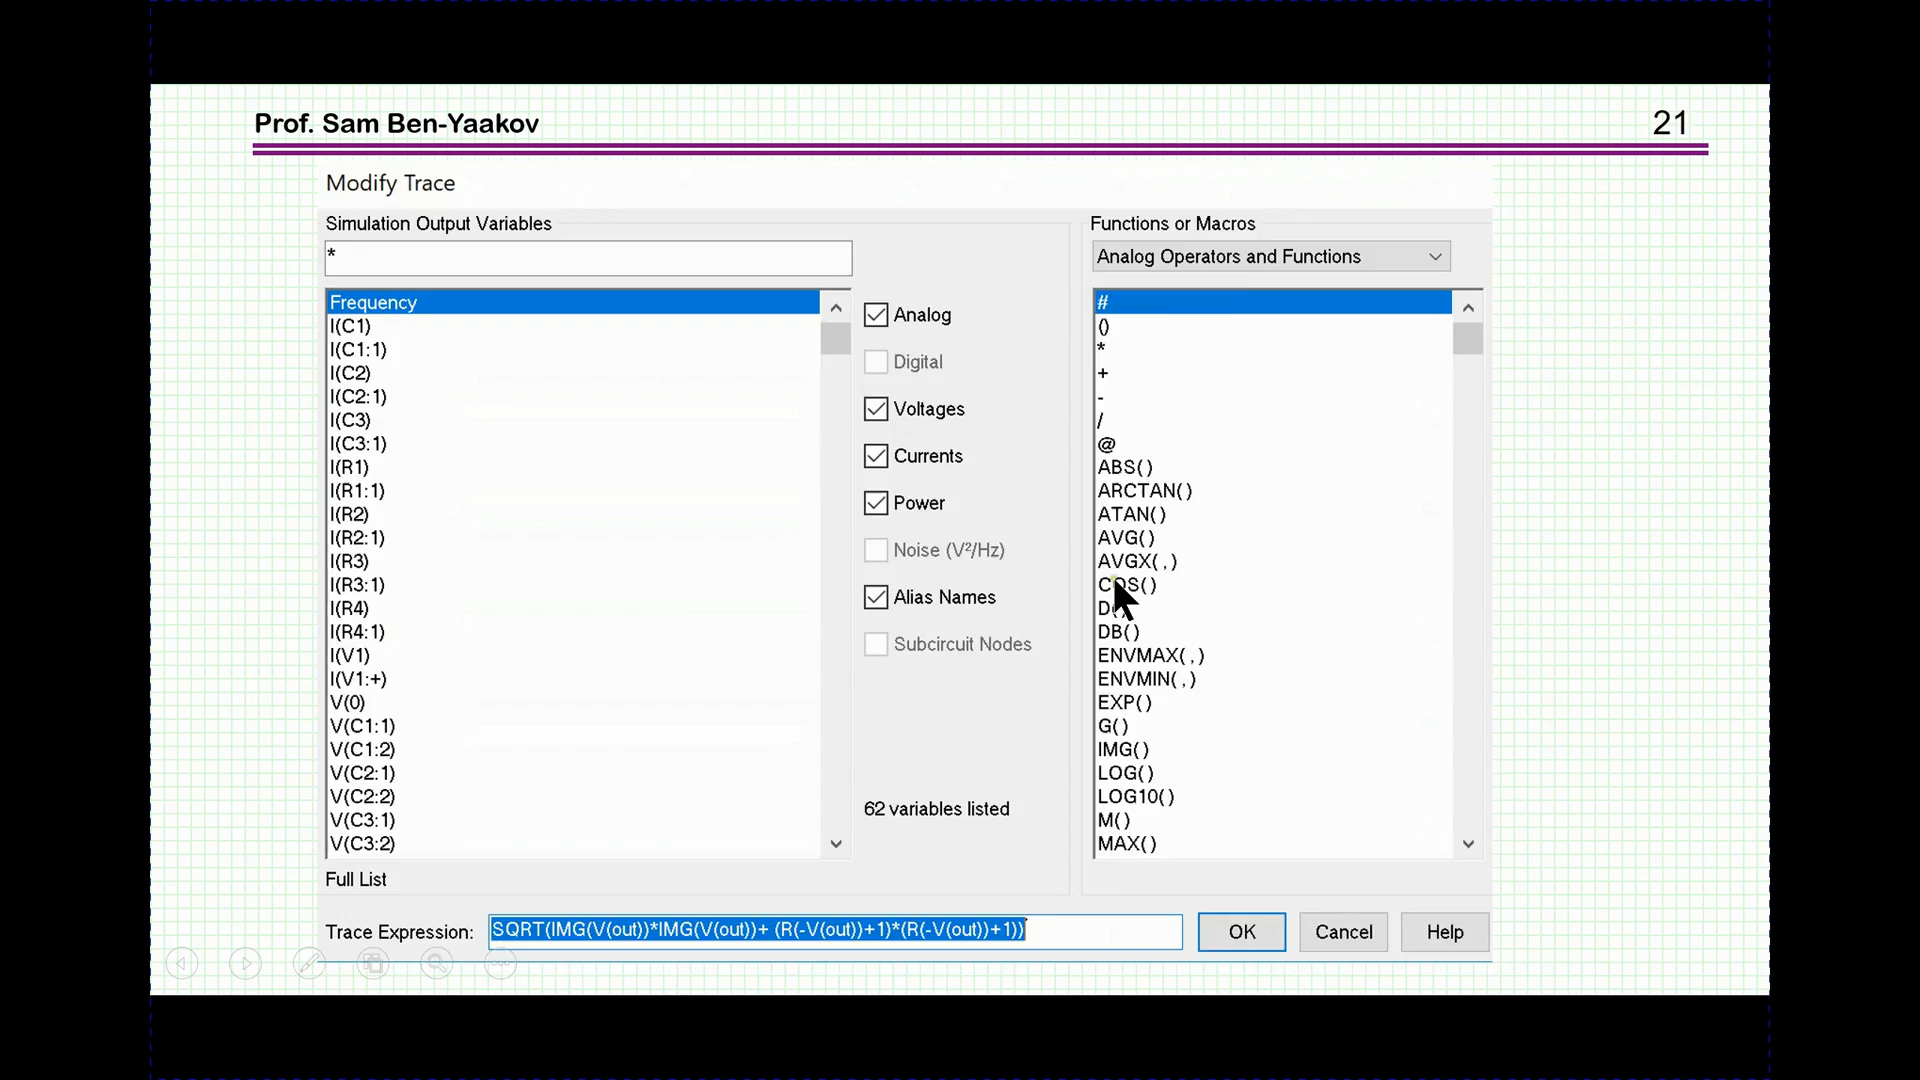 Prof. Sam Ben-Yaakov
21
Modify Trace
Simulation Output Variables
*
Frequency
I(C1)
I(C1:1)
I(C2)
I(C2:1)
I(C3)
I(C3:1)
I(R1)
I(R1:1)
I(R2)
I(R2:1)
I(R3)
I(R3:1)
I(R4)
I(R4:1)
I(V1)
I(V1:+)
V(0)
V(C1:1)
V(C1:2)
V(C2:1)
V(C2:2)
V(C3:1)
V(C3:2)
Full List
Analog
Digital
Voltages
Currents
Power
Noise (V²/Hz)
Alias Names
Subcircuit Nodes
62 variables listed
Functions or Macros
Analog Operators and Functions
#
()
*
+
-
/
@
ABS()
ARCTAN()
ATAN()
AVG()
AVGX(,)
COS()
D()
DB()
ENVMAX(,)
ENVMIN(,)
EXP()
G()
IMG()
LOG()
LOG10()
M()
MAX()
Trace Expression:
SQRT(IMG(V(out))*IMG(V(out))+ (R(-V(out))+1)*(R(-V(out))+1))
OK
Cancel
Help